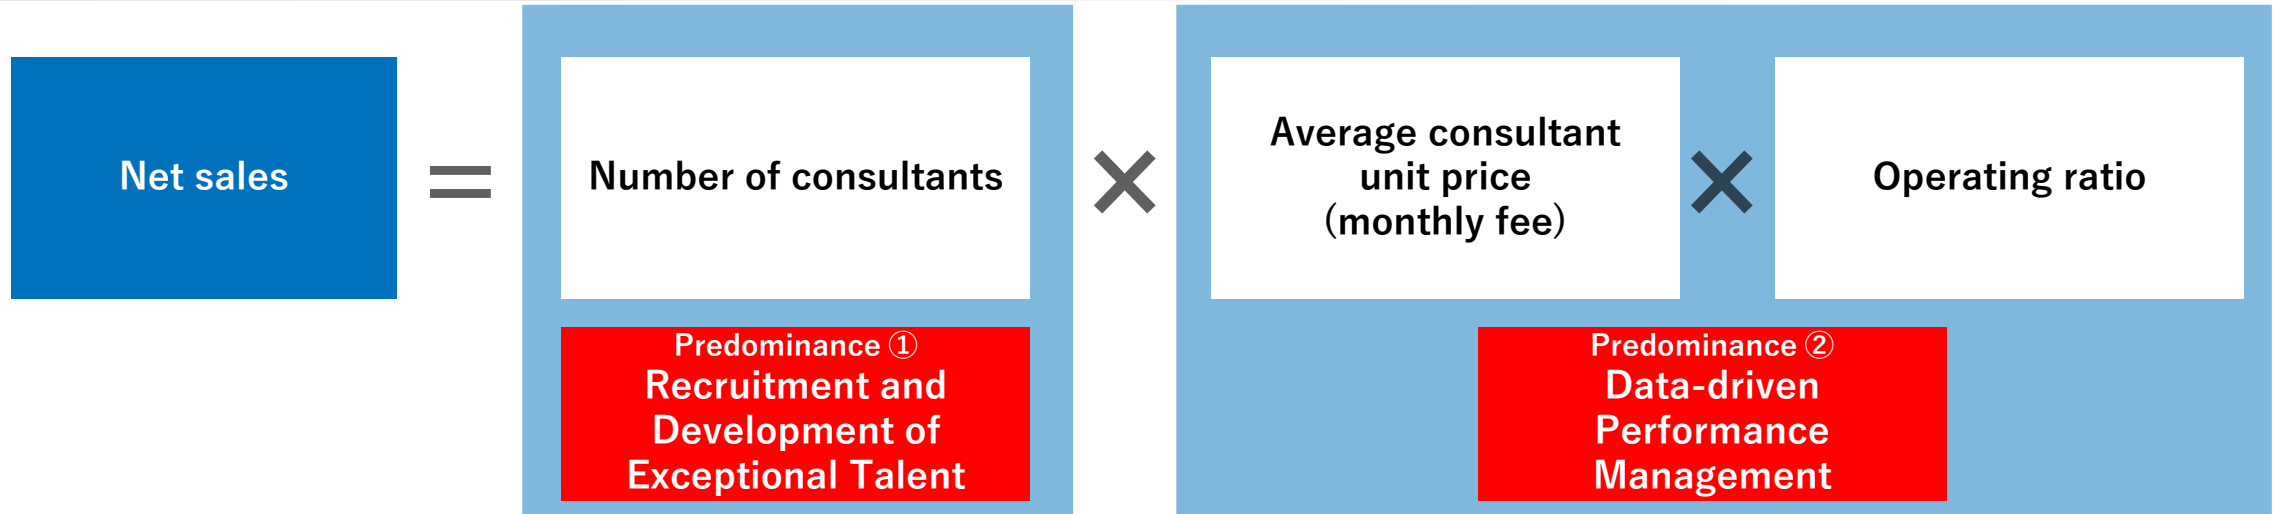 Net sales
=
Number of consultants
×
Average consultant
unit price
(monthly fee)
×
Operating ratio
Predominance ①
Recruitment and
Development of
Exceptional Talent
Predominance ②
Data-driven
Performance
Management